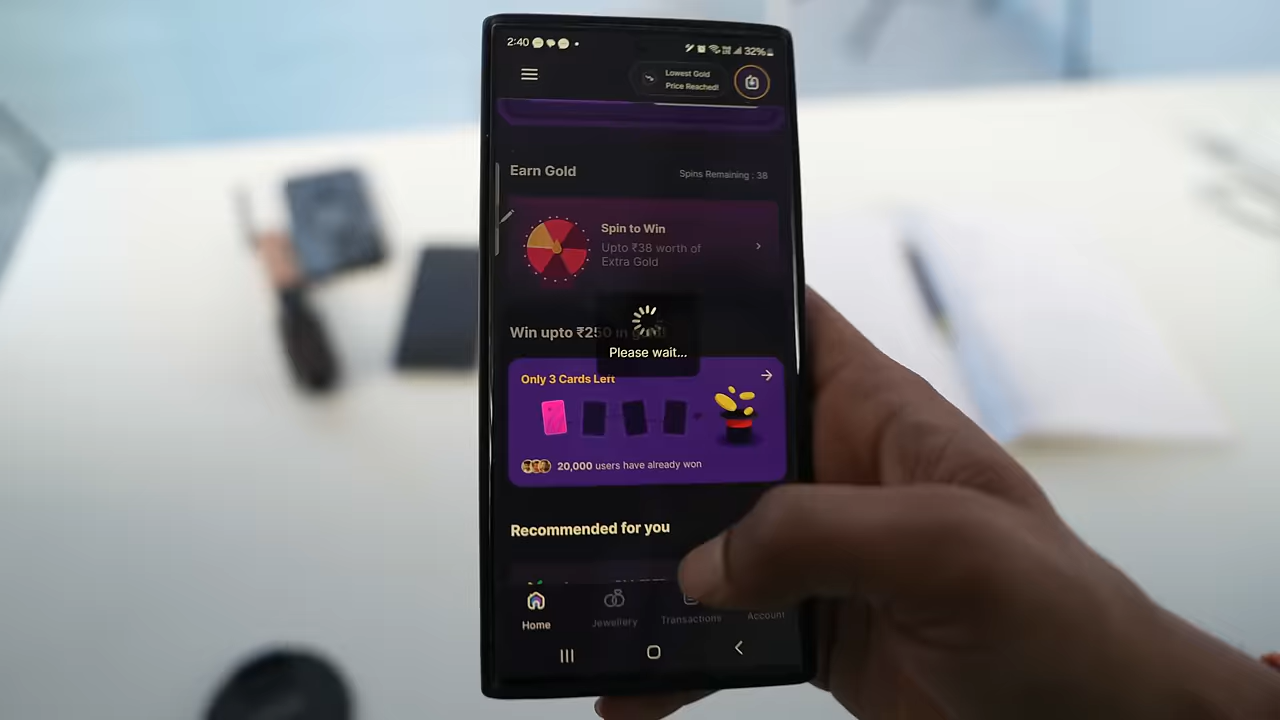 2:40
32%
Lowest Gold
Price Reached!
Earn Gold
Spins Remaining : 38
Spin to Win
Upto ₹38 worth of
Extra Gold
Win upto ₹250 in gold!
Please wait...
Only 3 Cards Left
20,000 users have already won
Recommended for you
Home
Jewellery
Transactions
Account